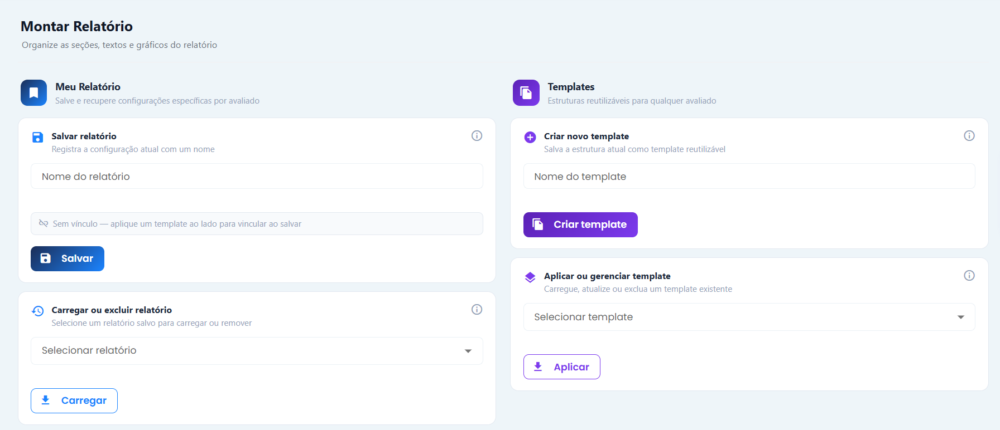 Montar Relatório
Organize as seções, textos e gráficos do relatório
Meu Relatório
Salve e recupere configurações específicas por avaliado
Salvar relatório
Registra a configuração atual com um nome
Nome do relatório
Sem vínculo — aplique um template ao lado para vincular ao salvar
Salvar
Carregar ou excluir relatório
Selecione um relatório salvo para carregar ou remover
Selecionar relatório
Carregar
Templates
Estruturas reutilizáveis para qualquer avaliado
Criar novo template
Salva a estrutura atual como template reutilizável
Nome do template
Criar template
Aplicar ou gerenciar template
Carregue, atualize ou exclua um template existente
Selecionar template
Aplicar